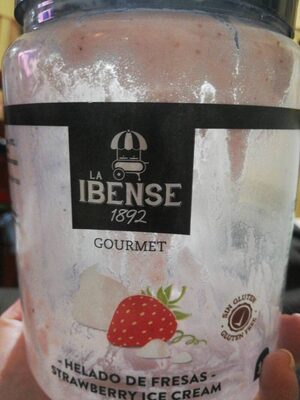 LA
IBENSE
1892
GOURMET
SIN GLUTEN
GLUTEN FREE
- HELADO DE FRESAS -
STRAWBERRY ICE CREAM